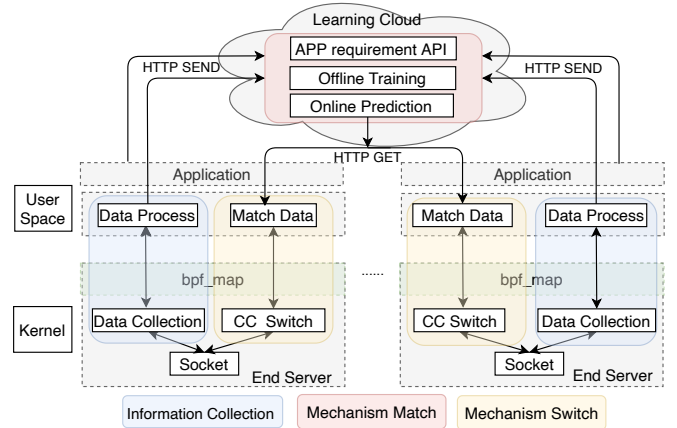 Learning Cloud
APP requirement API
HTTP SEND
HTTP SEND
Offline Training
Online Prediction
HTTP GET
Application
Application
User
Space
Data Process
Match Data
Match Data
Data Process
bpf_map
......
bpf_map
Kernel
Data Collection
CC Switch
CC Switch
Data Collection
Socket
Socket
End Server
End Server
Information Collection
Mechanism Match
Mechanism Switch